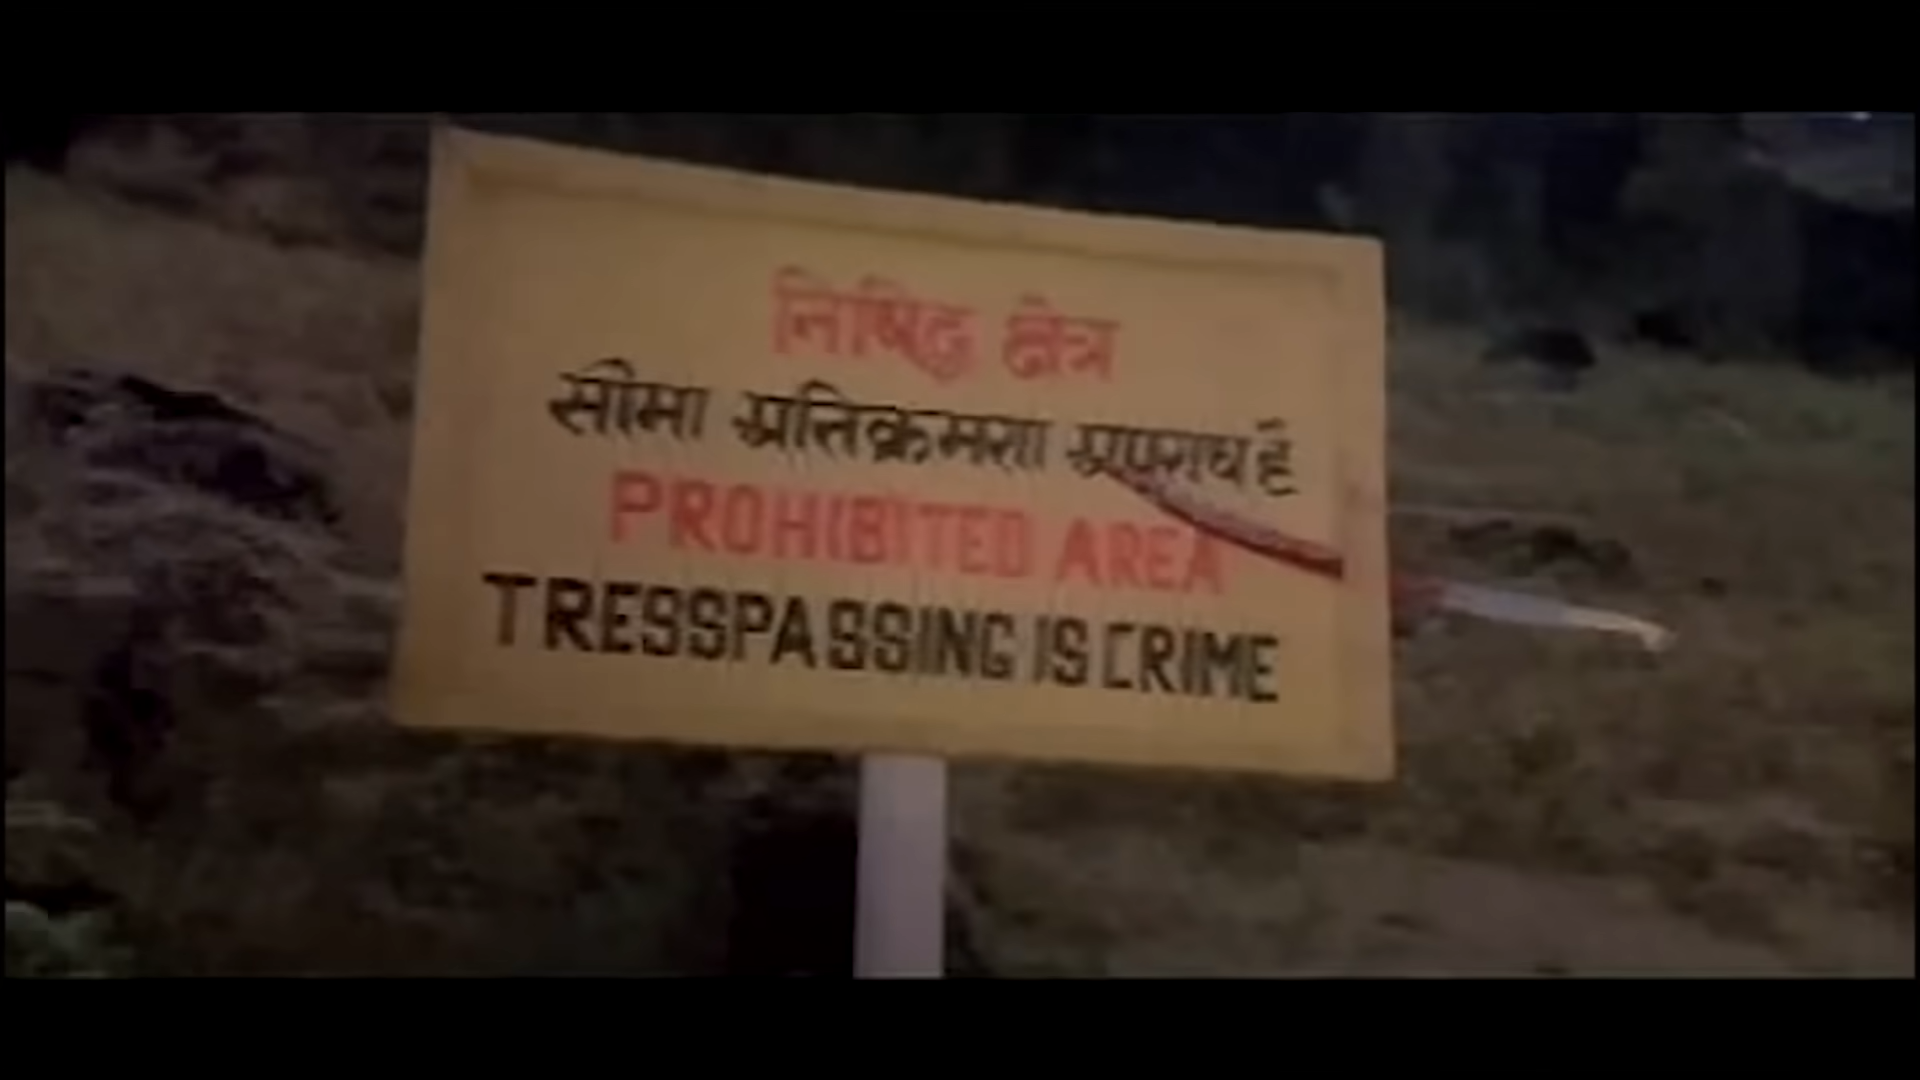 निषिद्ध क्षेत्र
सीमा अतिक्रमण अपराध है
PROHIBITED AREA
TRESSPASSING IS CRIME